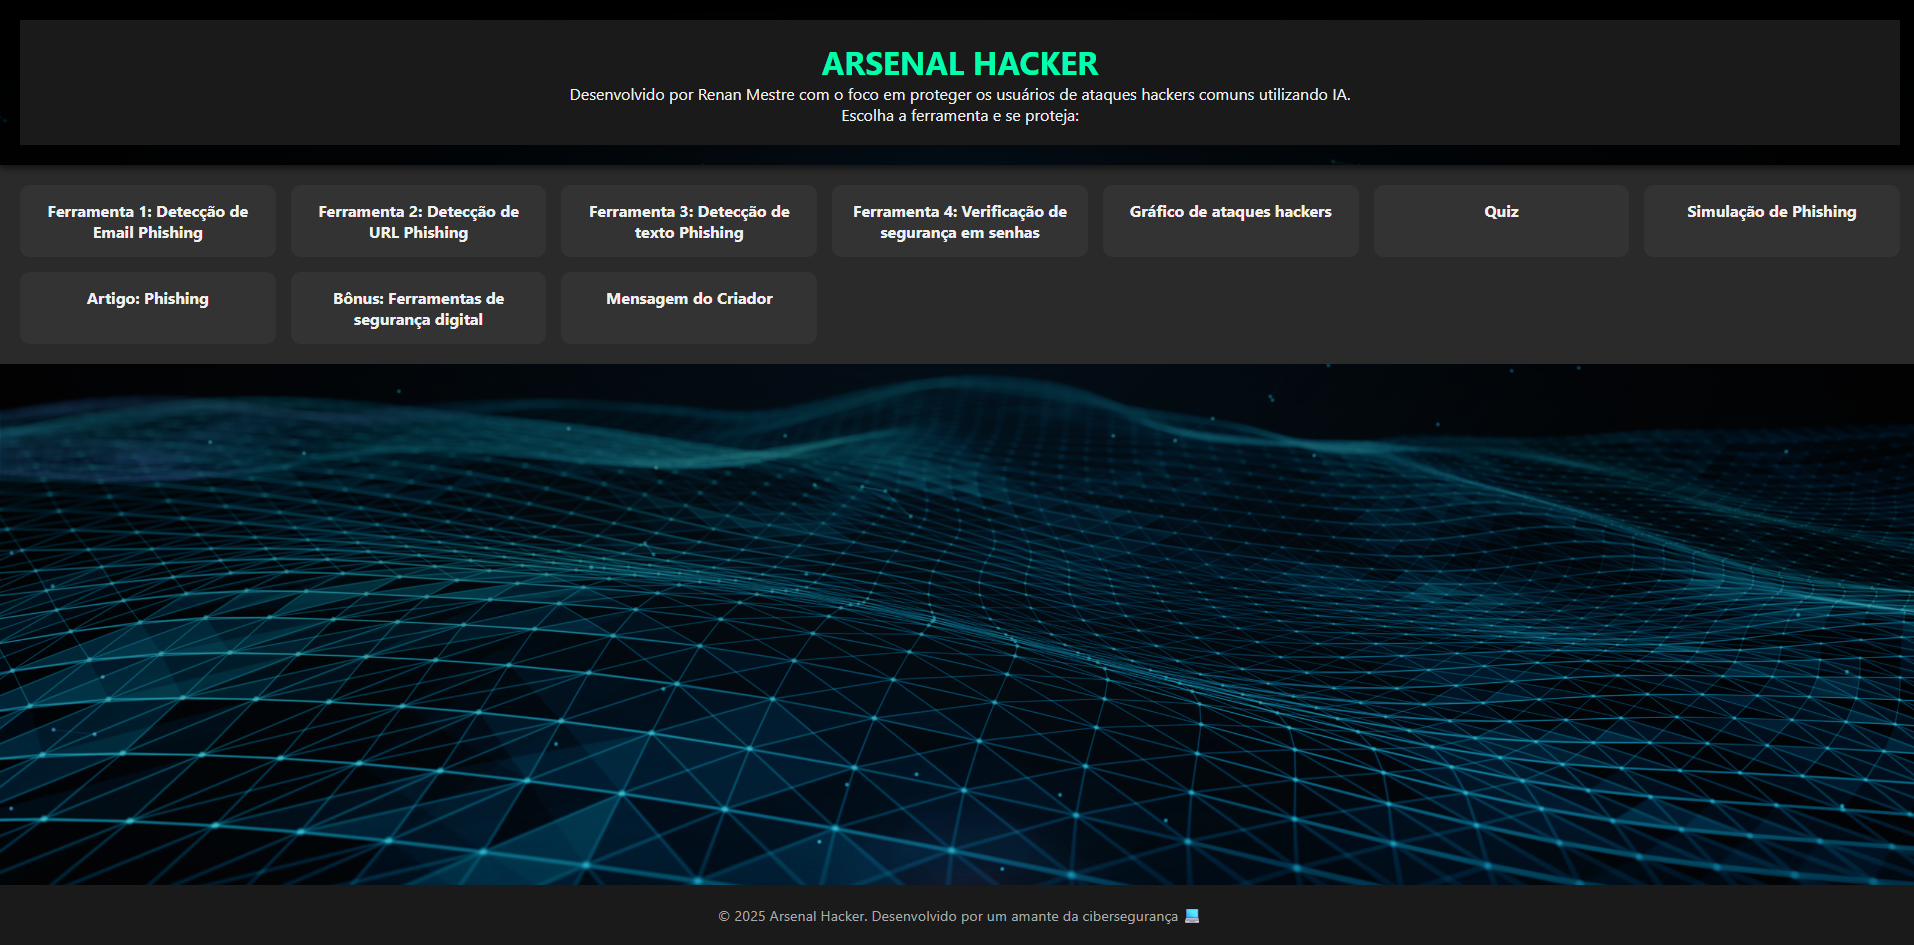 ARSENAL HACKER
Desenvolvido por Renan Mestre com o foco em proteger os usuários de ataques hackers comuns utilizando IA.
Escolha a ferramenta e se proteja:
Ferramenta 1: Detecção de
Email Phishing
Ferramenta 2: Detecção de
URL Phishing
Ferramenta 3: Detecção de
texto Phishing
Ferramenta 4: Verificação de
segurança em senhas
Gráfico de ataques hackers
Quiz
Simulação de Phishing
Artigo: Phishing
Bônus: Ferramentas de
segurança digital
Mensagem do Criador
© 2025 Arsenal Hacker. Desenvolvido por um amante da cibersegurança 💻